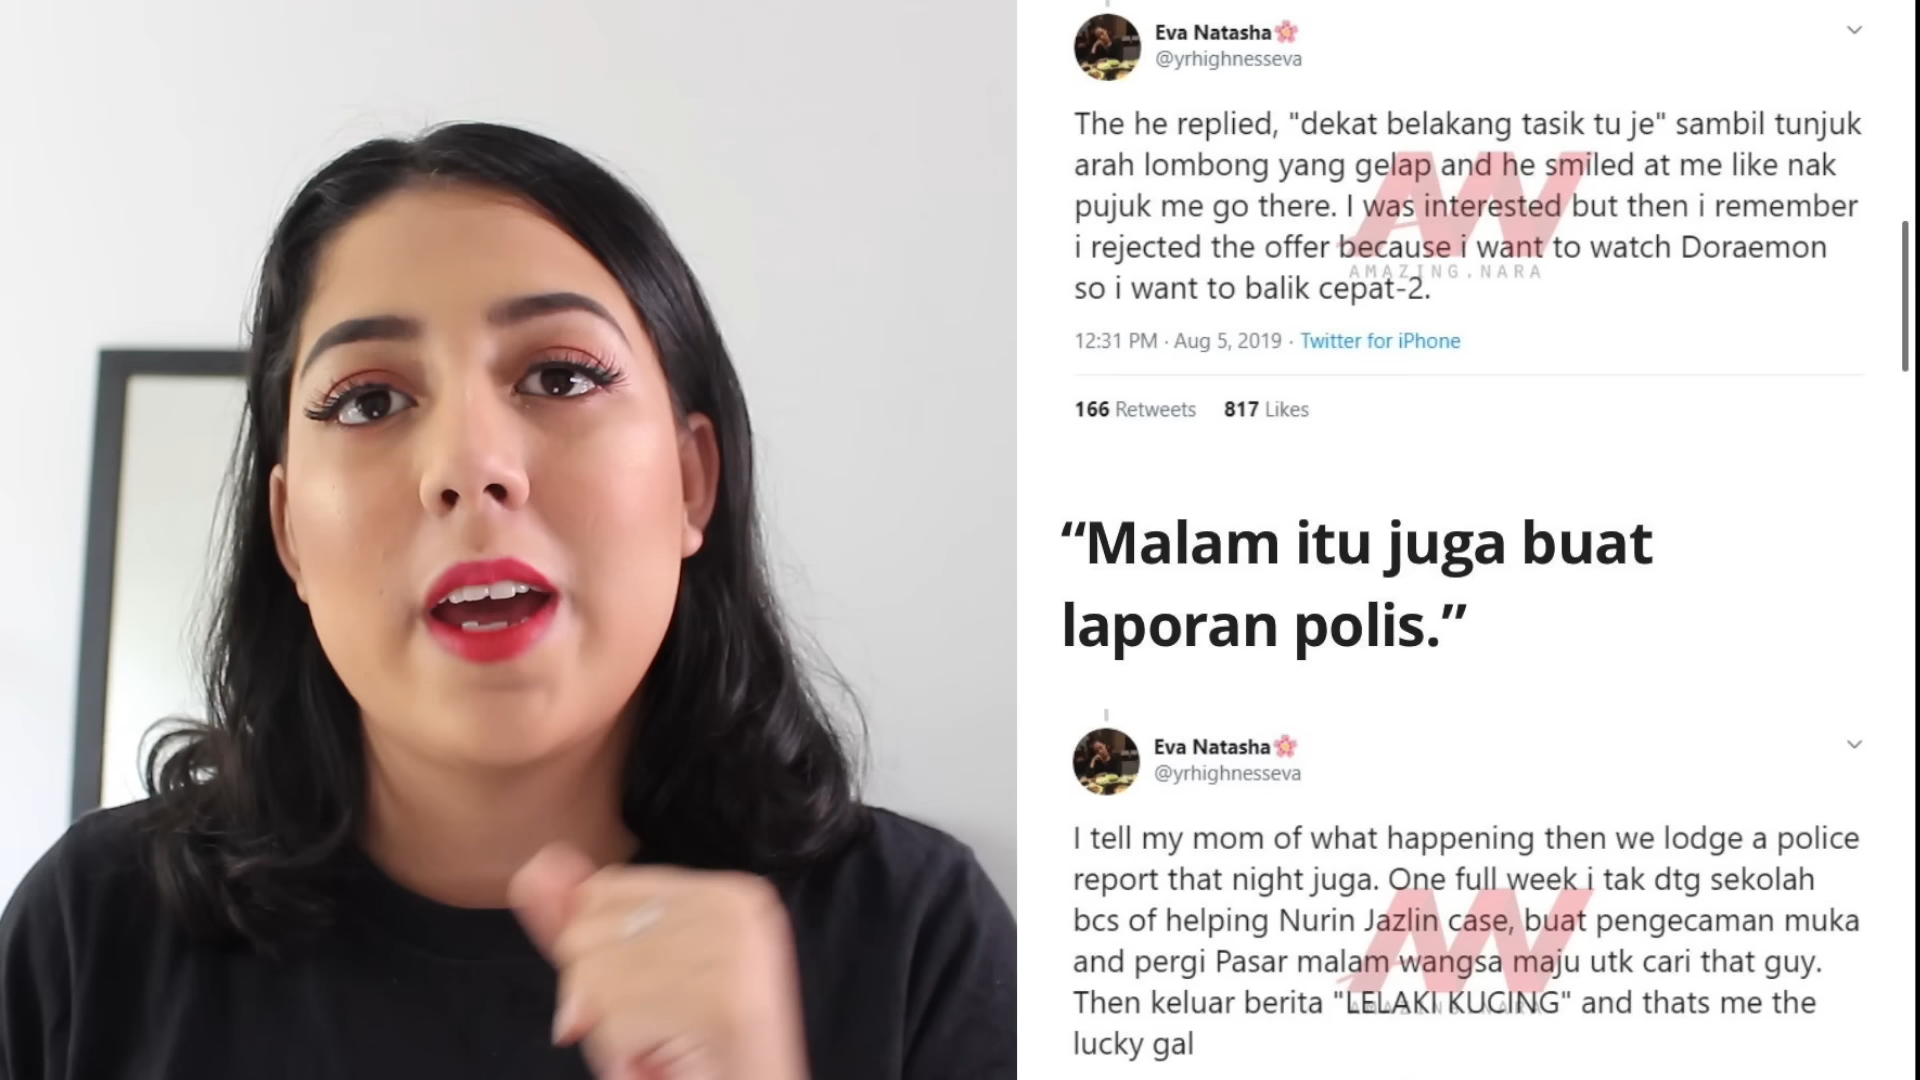 Eva Natasha🌸
@yrhighnesseva
The he replied, "dekat belakang tasik tu je" sambil tunjuk
arah lombong yang gelap and he smiled at me like nak
pujuk me go there. I was interested but then i remember
i rejected the offer because i want to watch Doraemon
so i want to balik cepat-2.
AMAZING.NARA
12:31 PM · Aug 5, 2019 · Twitter for iPhone
166 Retweets 817 Likes
“Malam itu juga buat
laporan polis.”
Eva Natasha🌸
@yrhighnesseva
I tell my mom of what happening then we lodge a police
report that night juga. One full week i tak dtg sekolah
bcs of helping Nurin Jazlin case, buat pengecaman muka
and pergi Pasar malam wangsa maju utk cari that guy.
Then keluar berita "LELAKI KUCING" and thats me the
AMAZING.NARA
lucky gal